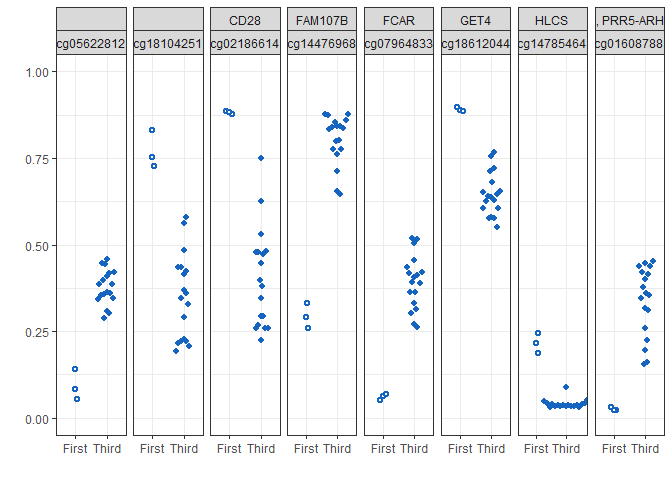 CD28 FAM107B FCAR GET4 HLCS , PRR5-ARH
cg05622812 cg18104251 cg02186614 cg14476968 cg07964833 cg18612044 cg14785464 cg01608788
1.00
0.75
0.50
0.25
0.00
First Third First Third First Third First Third First Third First Third First Third First Third